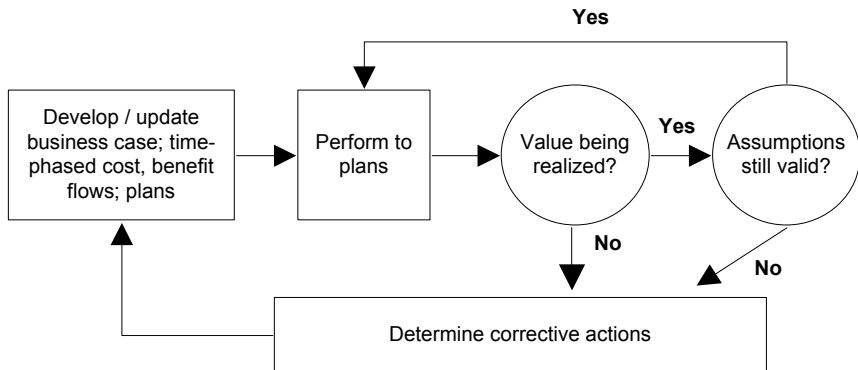 Yes
Develop / update
business case; time-
phased cost, benefit
flows; plans
Perform to
plans
Value being
realized?
Yes
Assumptions
still valid?
No
No
Determine corrective actions